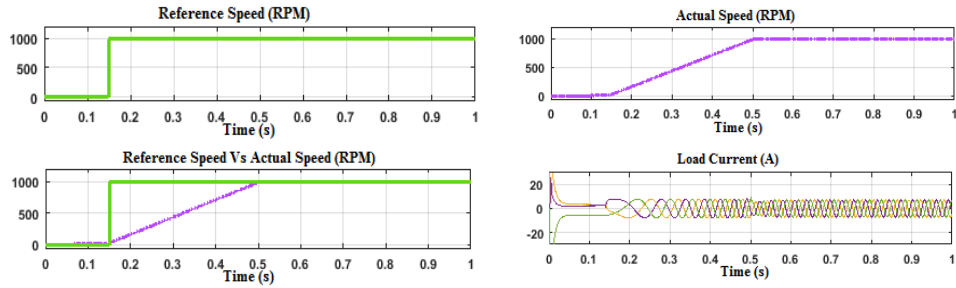 Reference Speed (RPM)
1000
500
0
0 0.1 0.2 0.3 0.4 0.5 0.6 0.7 0.8 0.9 1
Time (s)
Actual Speed (RPM)
1000
500
0
0 0.1 0.2 0.3 0.4 0.5 0.6 0.7 0.8 0.9 1
Time (s)
Reference Speed Vs Actual Speed (RPM)
1000
500
0
0 0.1 0.2 0.3 0.4 0.5 0.6 0.7 0.8 0.9 1
Time (s)
Load Current (A)
20
0
-20
0 0.1 0.2 0.3 0.4 0.5 0.6 0.7 0.8 0.9 1
Time (s)